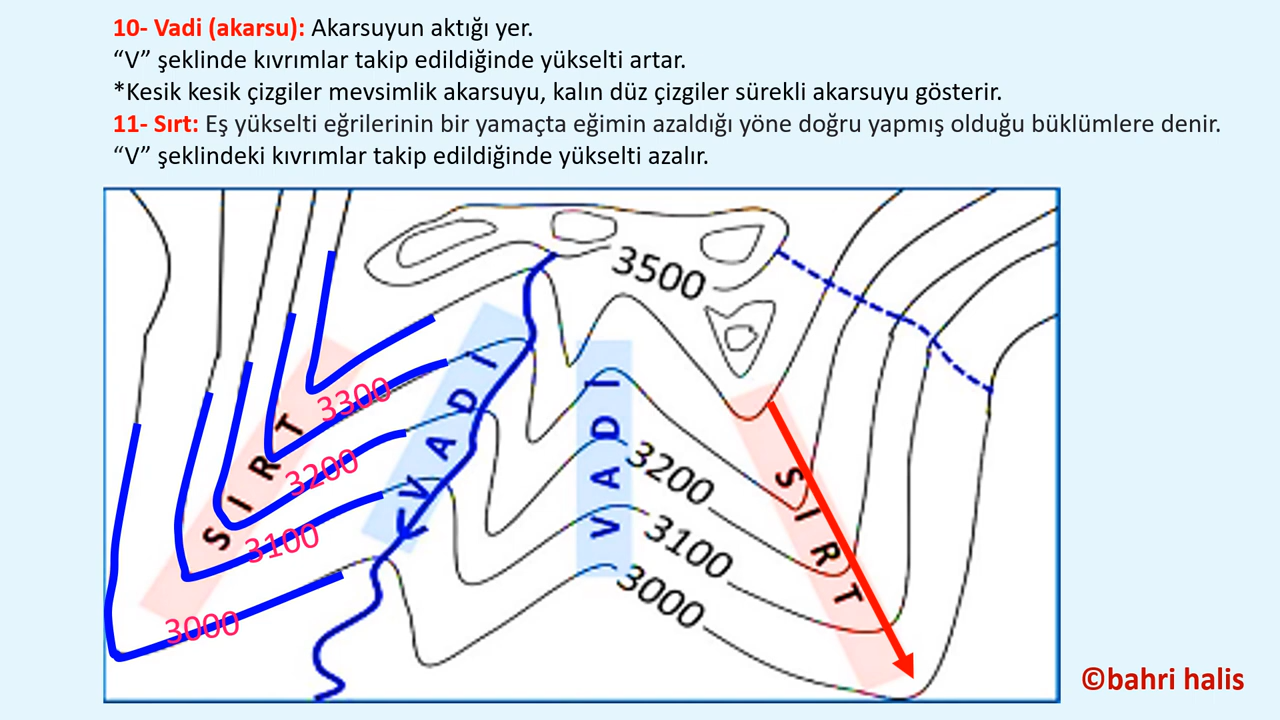 10- Vadi (akarsu): Akarsuyun aktığı yer.
“V” şeklinde kıvrımlar takip edildiğinde yükselti artar.
*Kesik kesik çizgiler mevsimlik akarsuyu, kalın düz çizgiler sürekli akarsuyu gösterir.
11- Sırt: Eş yükselti eğrilerinin bir yamaçta eğimin azaldığı yöne doğru yapmış olduğu büklümlere denir.
“V” şeklindeki kıvrımlar takip edildiğinde yükselti azalır.
3500
3300
3200
3100
3000
SIRT
VADI
VADI
3200
3100
3000
SIRT
©bahri halis